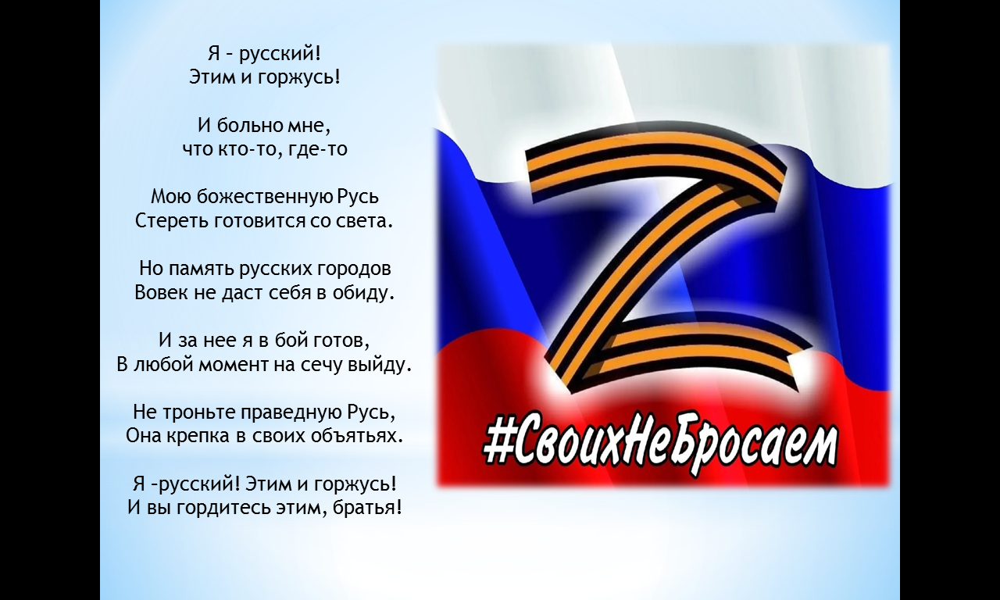 Я – русский!
Этим и горжусь!
И больно мне,
что кто-то, где-то
Мою божественную Русь
Стереть готовится со света.
Но память русских городов
Вовек не даст себя в обиду.
И за нее я в бой готов,
В любой момент на сечу выйду.
Не троньте праведную Русь,
Она крепка в своих объятьях.
Я –русский! Этим и горжусь!
И вы гордитесь этим, братья!
Z
#СвоихНеБросаем